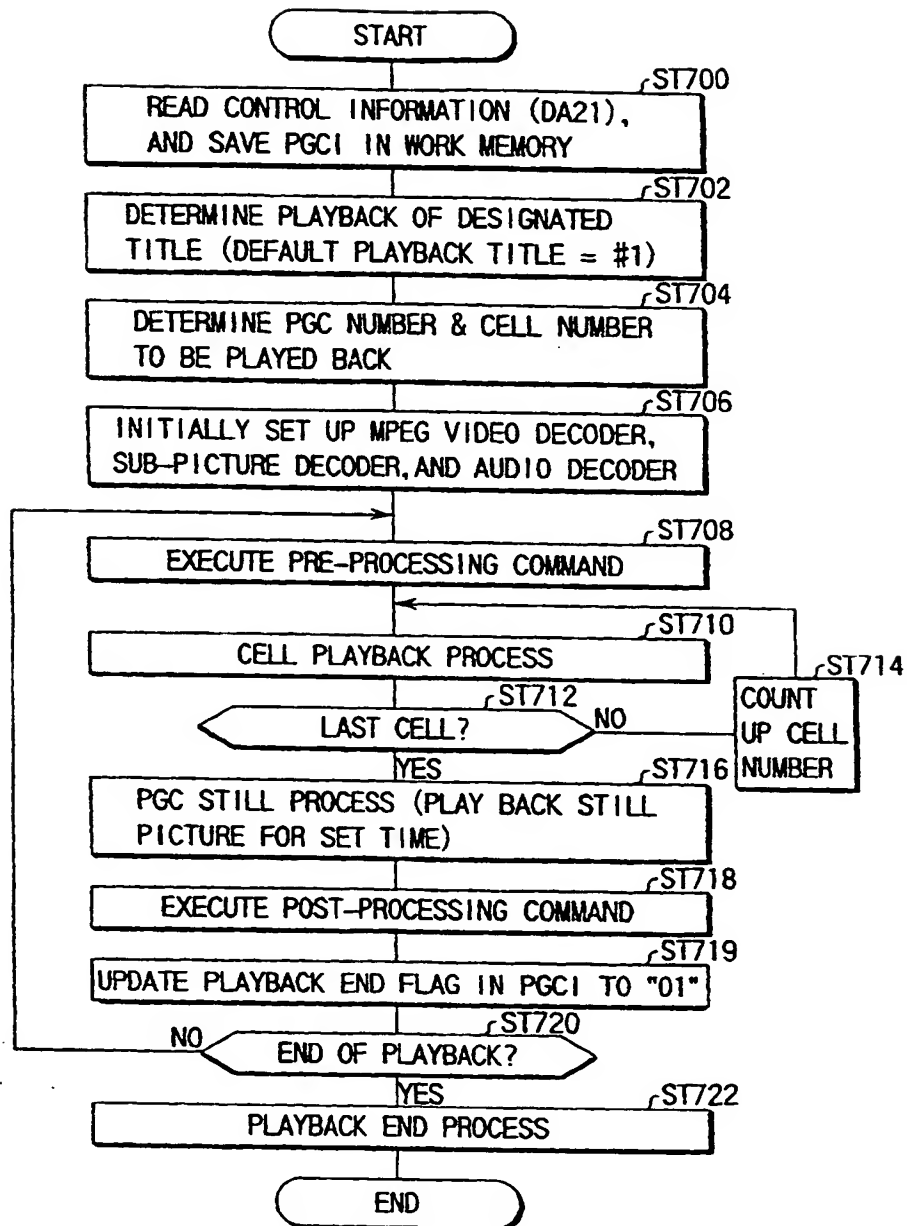 START
ST700
READ CONTROL INFORMATION (DA21),
AND SAVE PGCI IN WORK MEMORY
ST702
DETERMINE PLAYBACK OF DESIGNATED
TITLE (DEFAULT PLAYBACK TITLE = #1)
ST704
DETERMINE PGC NUMBER & CELL NUMBER
TO BE PLAYED BACK
ST706
INITIALLY SET UP MPEG VIDEO DECODER,
SUB-PICTURE DECODER, AND AUDIO DECODER
ST708
EXECUTE PRE-PROCESSING COMMAND
ST710
CELL PLAYBACK PROCESS
ST712
LAST CELL?
NO
ST714
COUNT
UP CELL
NUMBER
YES
ST716
PGC STILL PROCESS (PLAY BACK STILL
PICTURE FOR SET TIME)
ST718
EXECUTE POST-PROCESSING COMMAND
ST719
UPDATE PLAYBACK END FLAG IN PGCI TO "01"
ST720
NO
END OF PLAYBACK?
YES
ST722
PLAYBACK END PROCESS
END